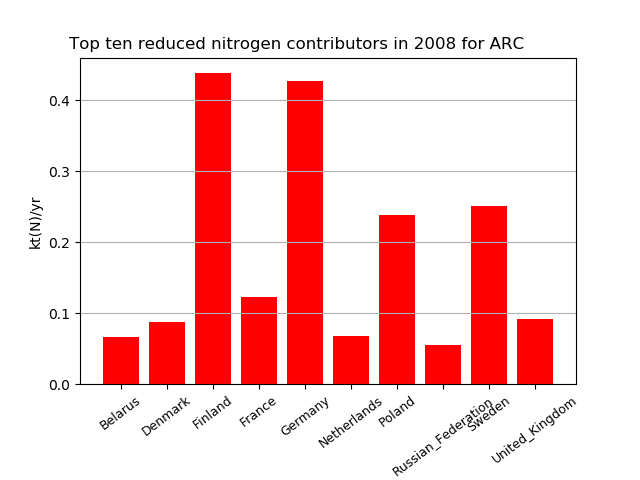 Top ten reduced nitrogen contributors in 2008 for ARC
kt(N)/yr
0.4
0.3
0.2
0.1
0.0
Belarus
Denmark
Finland
France
Germany
Netherlands
Poland
Russian_Federation
Sweden
United_Kingdom